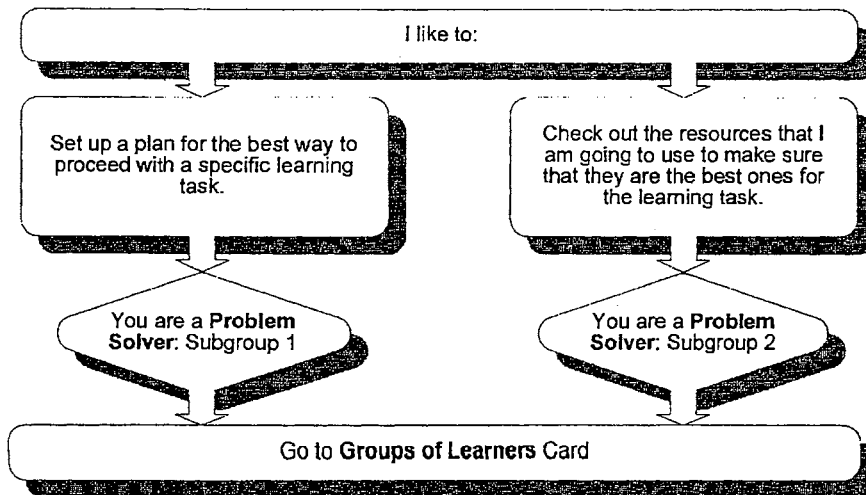 I like to:
Set up a plan for the best way to
proceed with a specific learning
task.
Check out the resources that I
am going to use to make sure
that they are the best ones for
the learning task.
You are a Problem
Solver: Subgroup 1
You are a Problem
Solver: Subgroup 2
Go to Groups of Learners Card